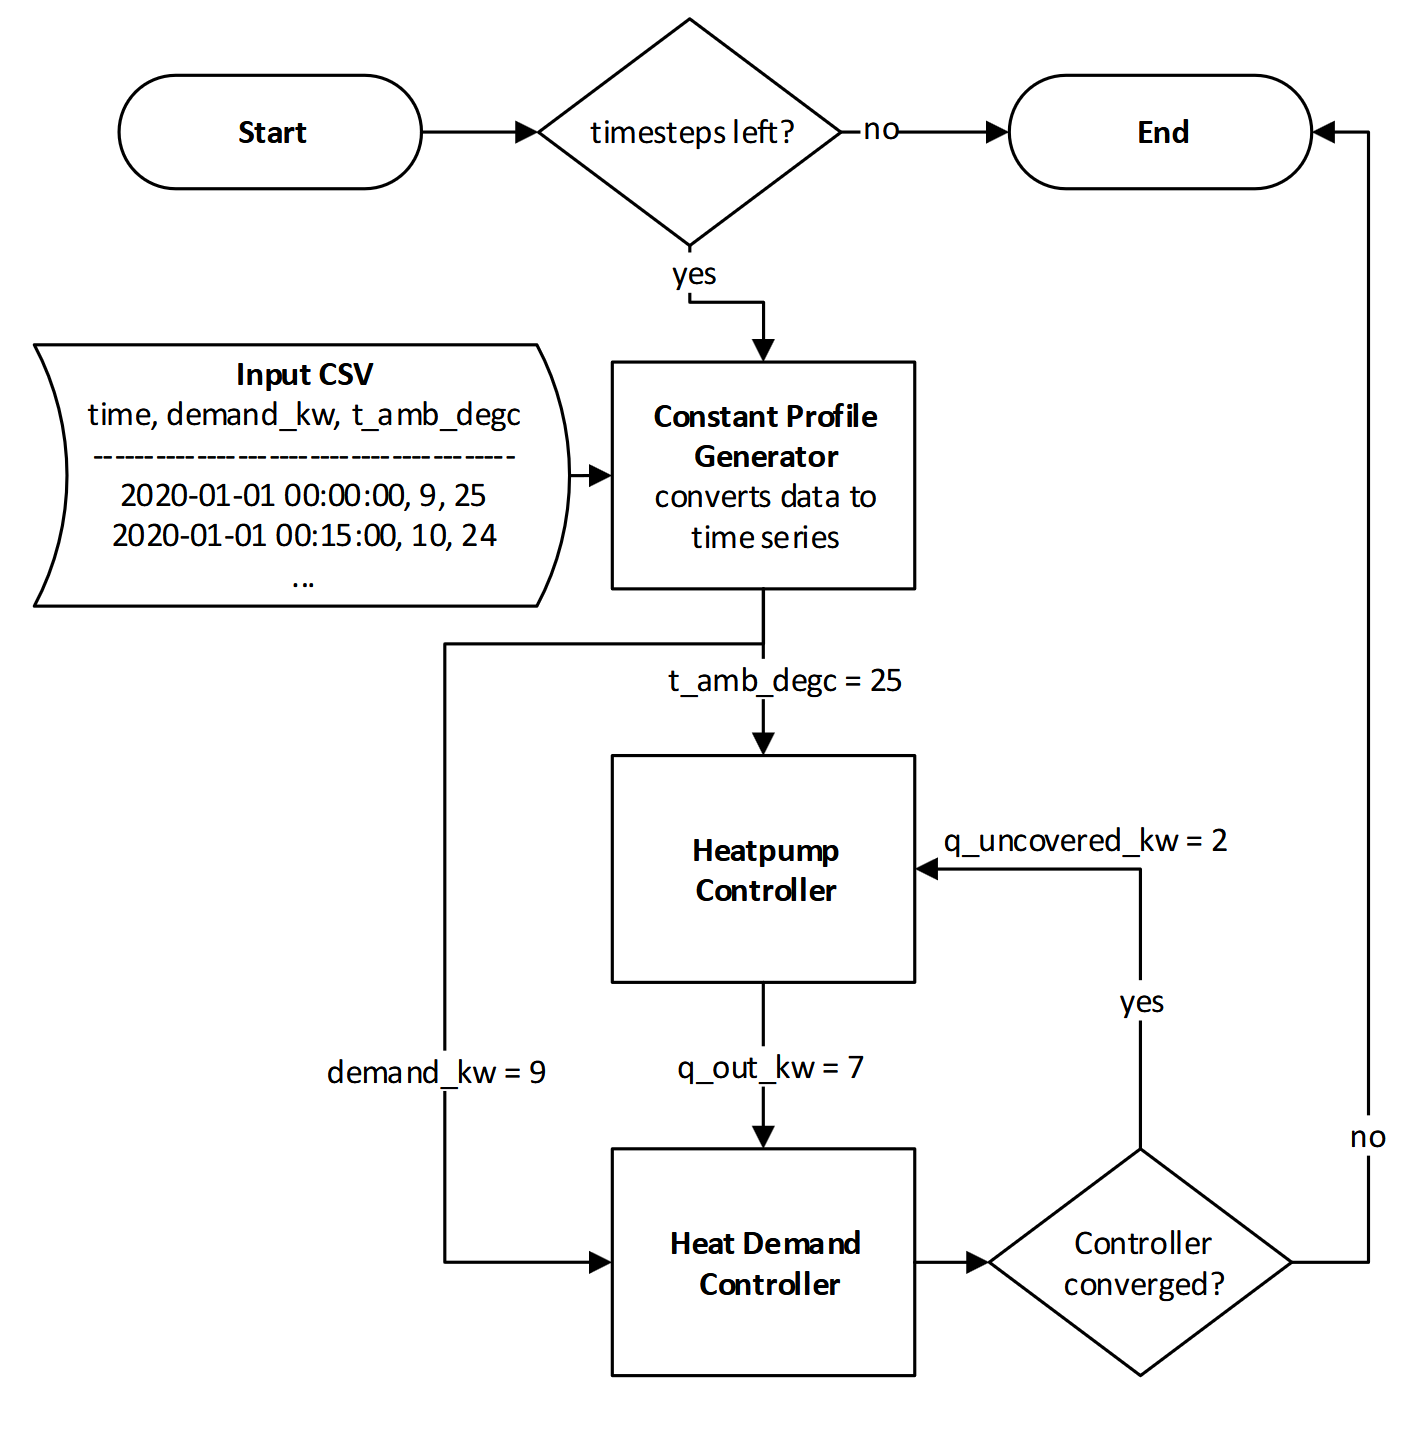 Start
timesteps left?
no
End
yes
Input CSV
time, demand_kw, t_amb_degc
-----------------------------------------
2020-01-01 00:00:00, 9, 25
2020-01-01 00:15:00, 10, 24
...
Constant Profile
Generator
converts data to
time series
t_amb_degc = 25
Heatpump
Controller
q_uncovered_kw = 2
yes
demand_kw = 9
q_out_kw = 7
no
Heat Demand
Controller
Controller
converged?